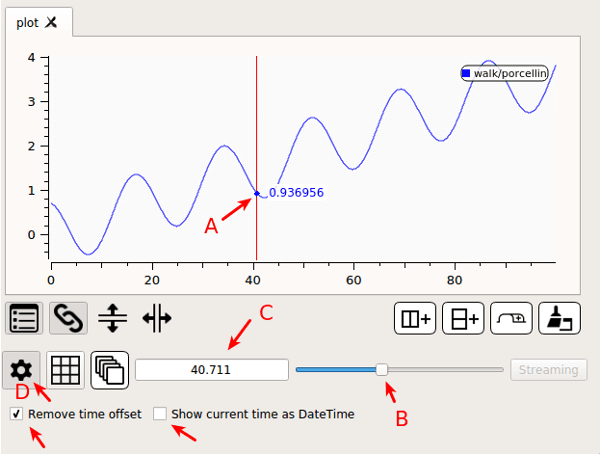 plot
4
walk/porcellin
3
2
1
0.936956
A
0
0 20 40 60 80
C
40.711
Streaming
D
B
Remove time offset Show current time as DateTime